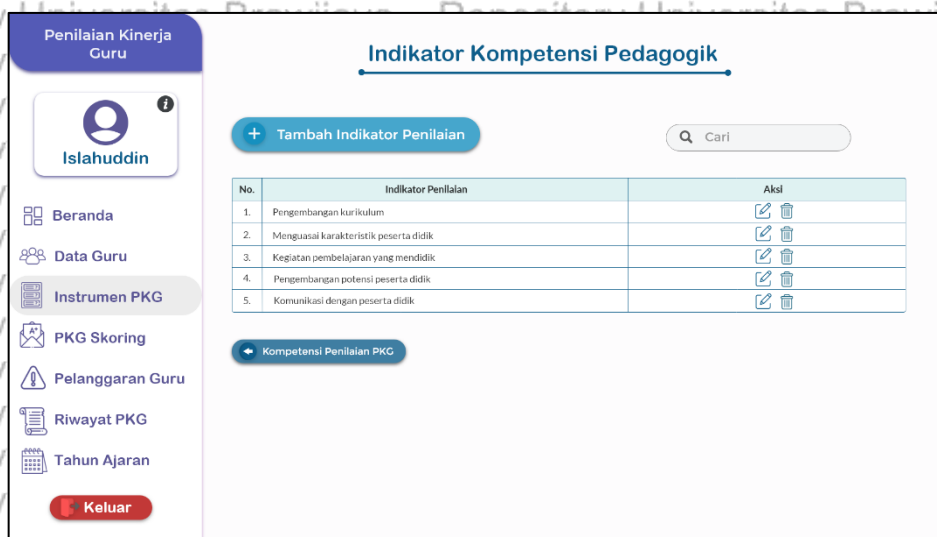 Penilaian Kinerja
Guru
Indikator Kompetensi Pedagogik
i
Islahuddin
+ Tambah Indikator Penilaian
Cari
No. Indikator Penilaian Aksi
1. Pengembangan kurikulum
2. Menguasai karakteristik peserta didik
3. Kegiatan pembelajaran yang mendidik
4. Pengembangan potensi peserta didik
5. Komunikasi dengan peserta didik
Beranda
Data Guru
Instrumen PKG
PKG Skoring
Pelanggaran Guru
Riwayat PKG
Tahun Ajaran
Keluar
Kompetensi Penilaian PKG